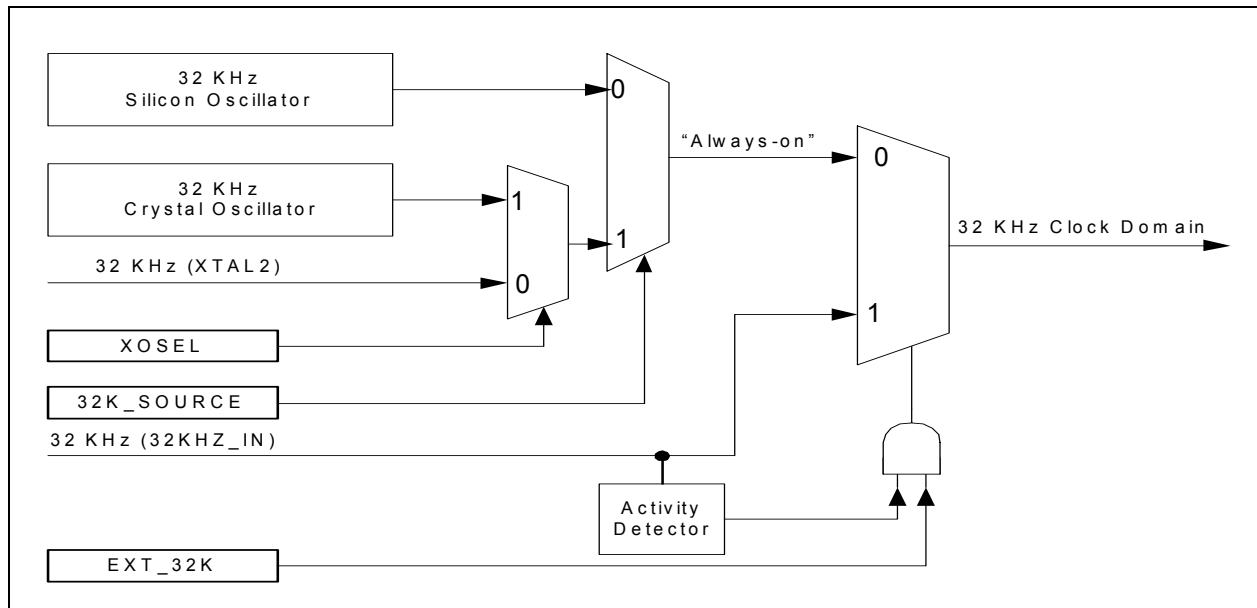 32 KHz
Silicon Oscillator
0
“Always-on”
0
32 KHz
Crystal Oscillator
1
1
32 KHz Clock Domain
32 KHz (XTAL2)
0
1
XOSEL
32K_SOURCE
32 KHz (32KHZ_IN)
Activity
Detector
EXT_32K